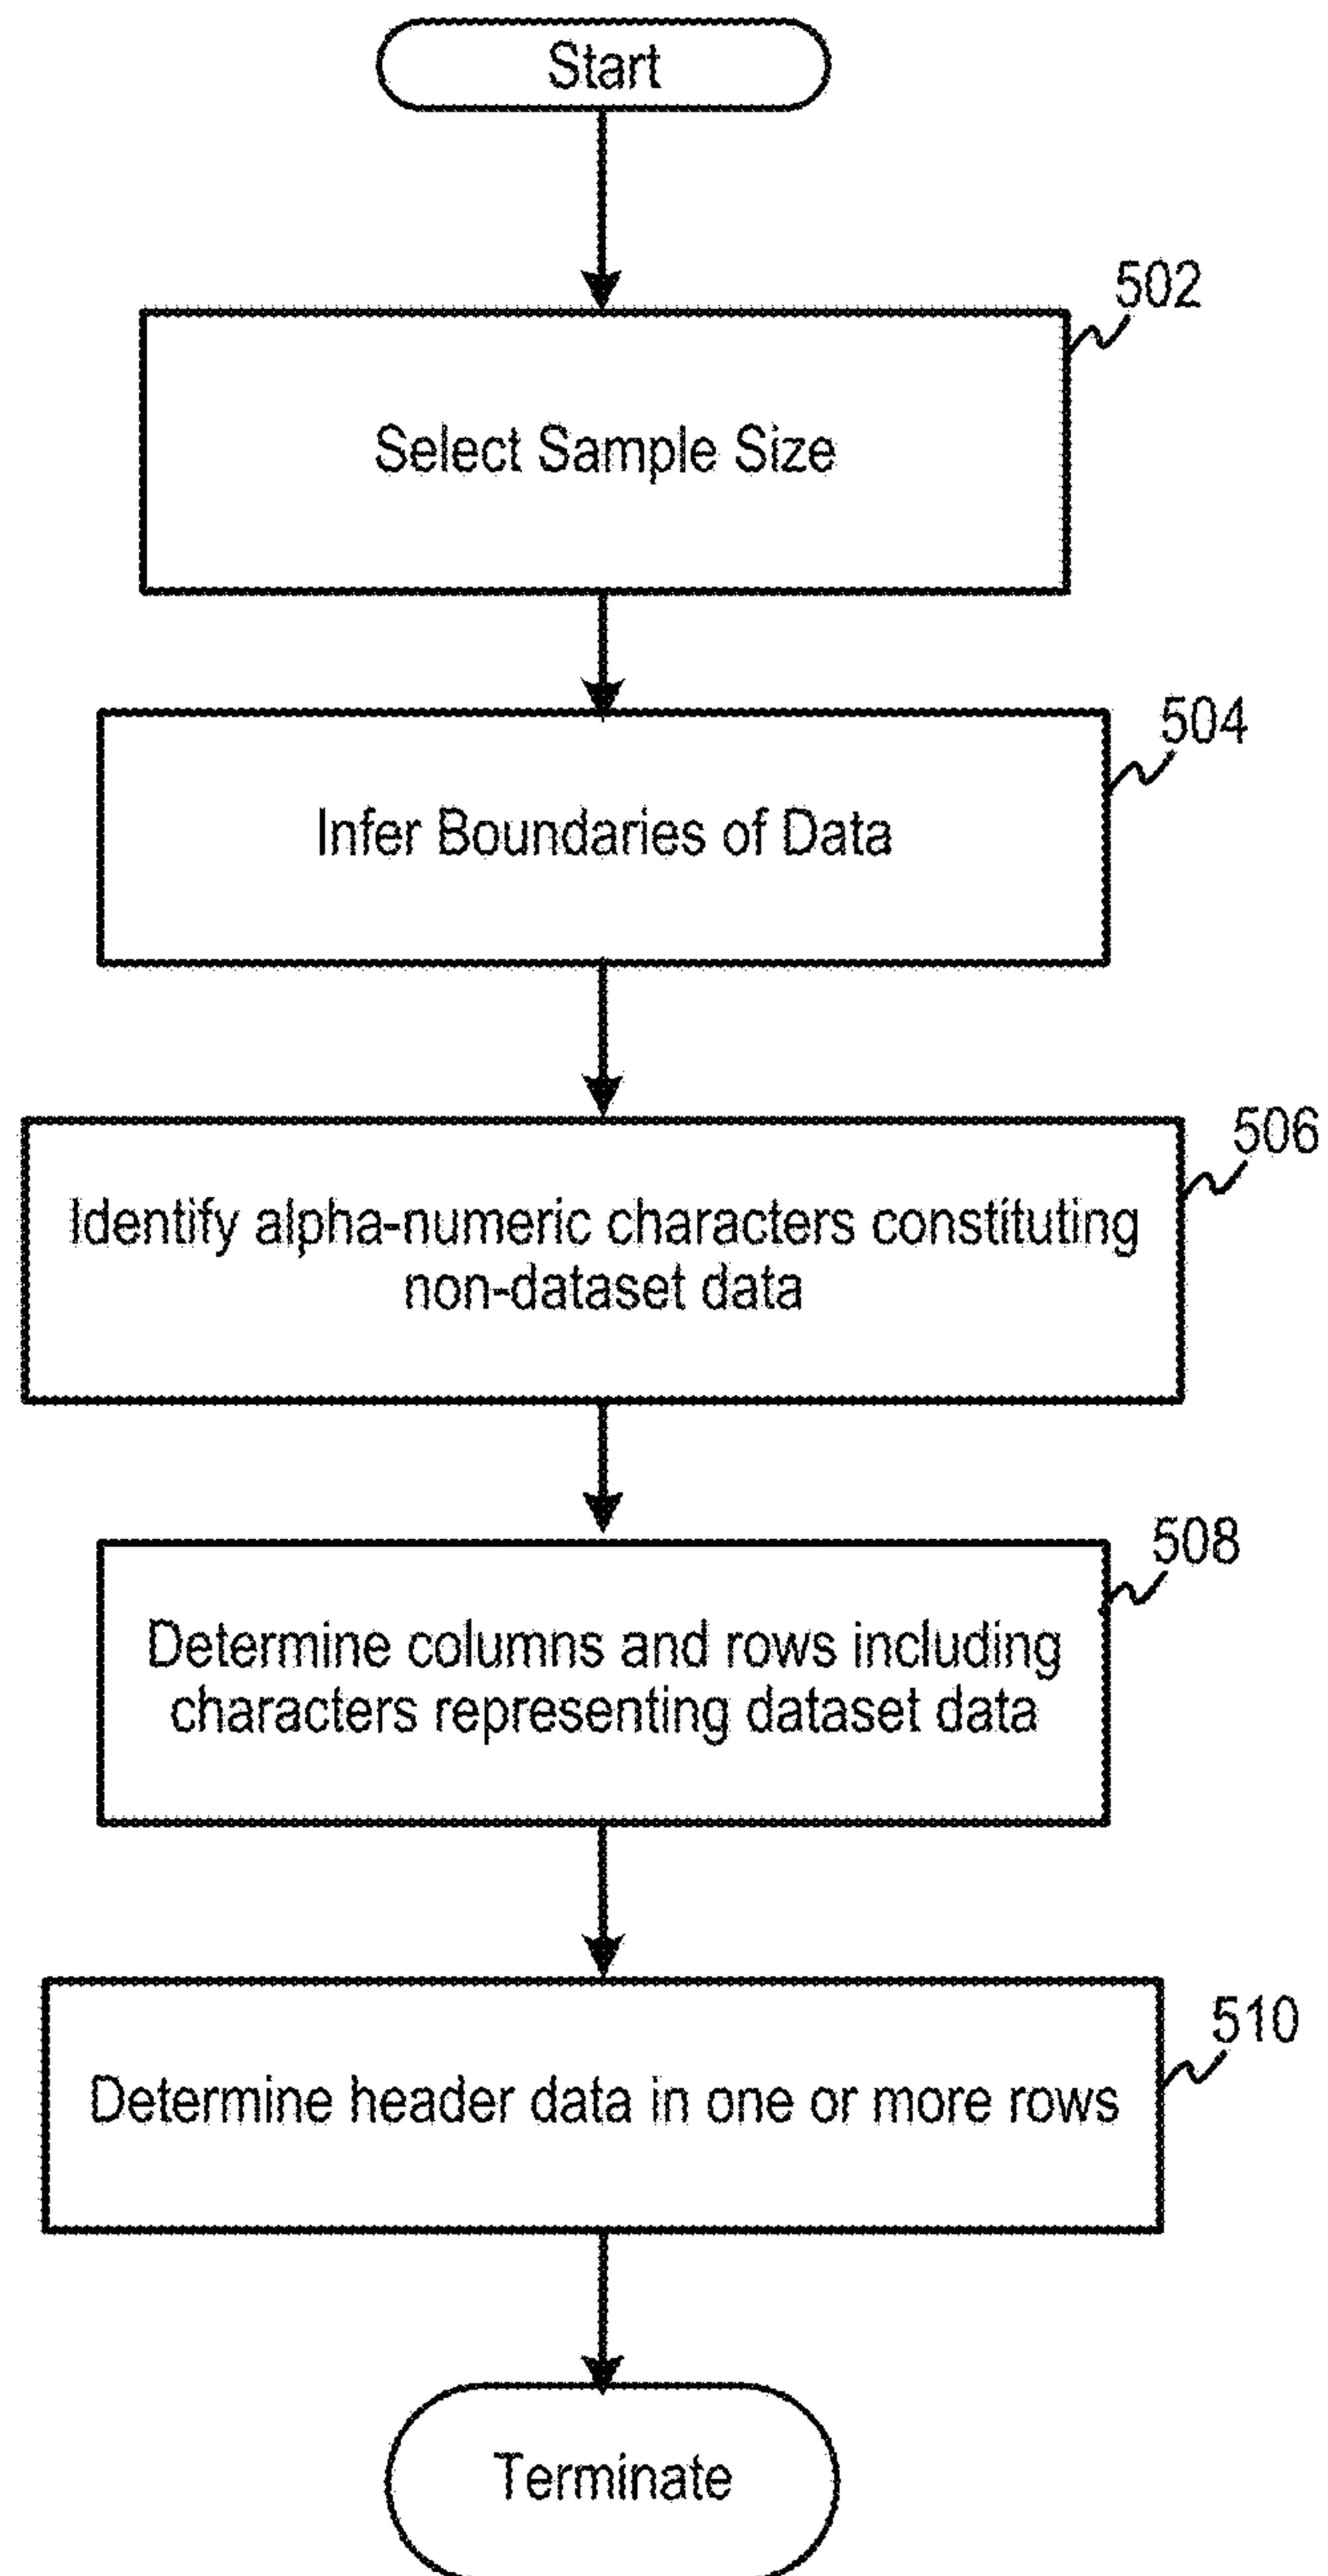 Start
502
Select Sample Size
504
Infer Boundaries of Data
506
Identify alpha-numeric characters constituting
non-dataset data
508
Determine columns and rows including
characters representing dataset data
510
Determine header data in one or more rows
Terminate